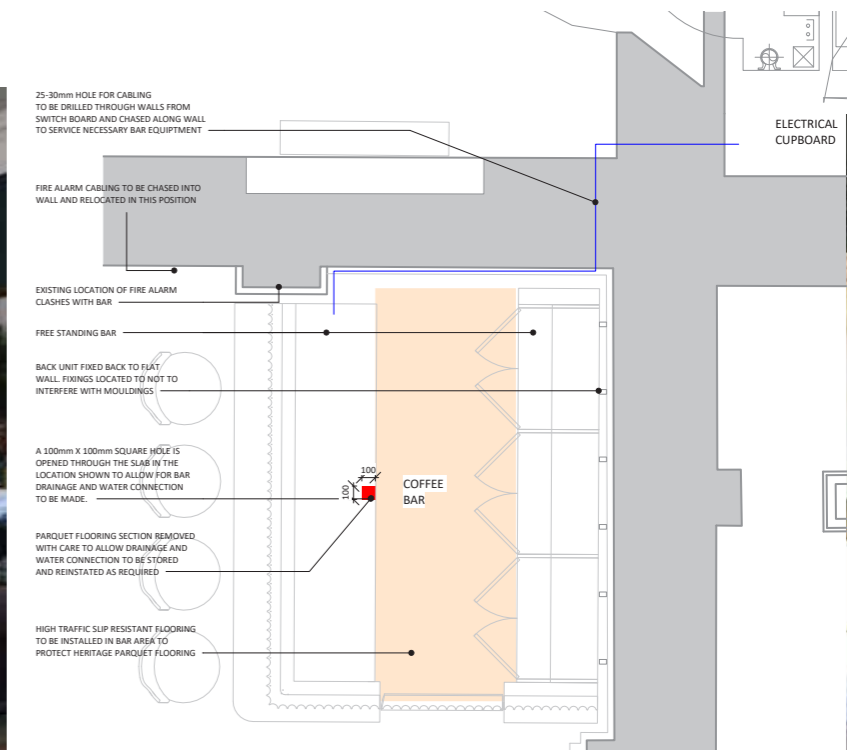 25-30mm HOLE FOR CABLING
TO BE DRILLED THROUGH WALLS FROM
SWITCH BOARD AND CHASED ALONG WALL
TO SERVICE NECESSARY BAR EQUIPTMENT
ELECTRICAL
CUPBOARD
FIRE ALARM CABLING TO BE CHASED INTO
WALL AND RELOCATED IN THIS POSITION
EXISTING LOCATION OF FIRE ALARM
CLASHES WITH BAR
FREE STANDING BAR
BACK UNIT FIXED BACK TO FLAT
WALL. FIXINGS LOCATED TO NOT TO
INTERFERE WITH MOULDINGS
A 100mm X 100mm SQUARE HOLE IS
OPENED THROUGH THE SLAB IN THE
LOCATION SHOWN TO ALLOW FOR BAR
DRAINAGE AND WATER CONNECTION
TO BE MADE.
100
100
COFFEE
BAR
PARQUET FLOORING SECTION REMOVED
WITH CARE TO ALLOW DRAINAGE AND
WATER CONNECTION TO BE STORED
AND REINSTATED AS REQUIRED
HIGH TRAFFIC SLIP RESISTANT FLOORING
TO BE INSTALLED IN BAR AREA TO
PROTECT HERITAGE PARQUET FLOORING